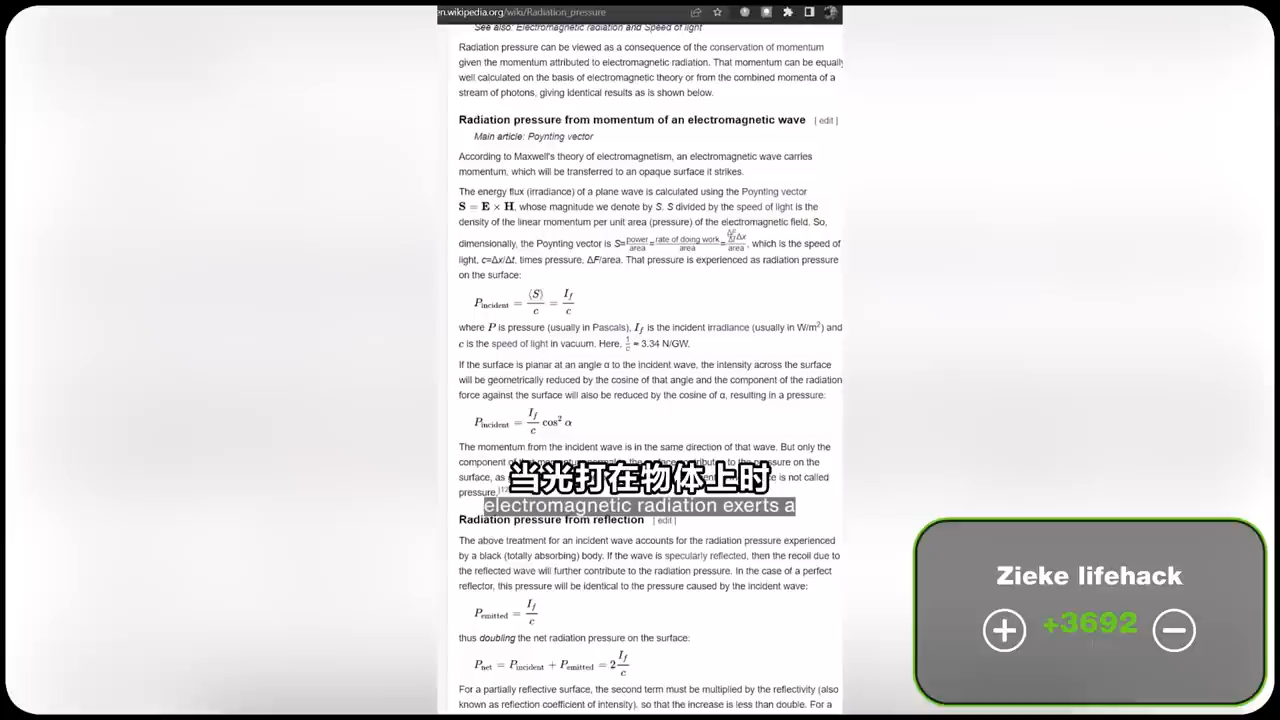 en.wikipedia.org/wiki/Radiation_pressure
See also: Electromagnetic radiation and Speed of light
Radiation pressure can be viewed as a consequence of the conservation of momentum
given the momentum attributed to electromagnetic radiation. That momentum can be equally
well calculated on the basis of electromagnetic theory or from the combined momenta of a
stream of photons, giving identical results as is shown below.
Radiation pressure from momentum of an electromagnetic wave [ edit ]
Main article: Poynting vector
According to Maxwell's theory of electromagnetism, an electromagnetic wave carries
momentum, which will be transferred to an opaque surface it strikes.
The energy flux (irradiance) of a plane wave is calculated using the Poynting vector
S = E × H, whose magnitude we denote by S. S divided by the speed of light is the
density of the linear momentum per unit area (pressure) of the electromagnetic field. So,
dimensionally, the Poynting vector is S=power/area=rate of doing work/area=ΔF/Δt Δx/area, which is the speed of
light, c=Δx/Δt, times pressure, ΔF/area. That pressure is experienced as radiation pressure
on the surface:
P incident = ⟨S⟩/c = I_f/c
where P is pressure (usually in Pascals), I_f is the incident irradiance (usually in W/m²) and
c is the speed of light in vacuum. Here, 1/c = 3.34 N/GW.
If the surface is planar at an angle α to the incident wave, the intensity across the surface
will be geometrically reduced by the cosine of that angle and the component of the radiation
force against the surface will also be reduced by the cosine of α, resulting in a pressure:
P incident = I_f/c cos² α
The momentum from the incident wave is in the same direction of that wave. But only the
component of
surface, as
is not called
pressure.
当光打在物体上时
electromagnetic radiation exerts a
Radiation pressure from reflection [ edit ]
The above treatment for an incident wave accounts for the radiation pressure experienced
by a black (totally absorbing) body. If the wave is specularly reflected, then the recoil due to
the reflected wave will further contribute to the radiation pressure. In the case of a perfect
reflector, this pressure will be identical to the pressure caused by the incident wave:
P emitted = I_f/c
thus doubling the net radiation pressure on the surface:
P net = P incident + P emitted = 2 I_f/c
For a partially reflective surface, the second term must be multiplied by the reflectivity (also
known as reflection coefficient of intensity), so that the increase is less than double. For a
Zieke lifehack
+3692